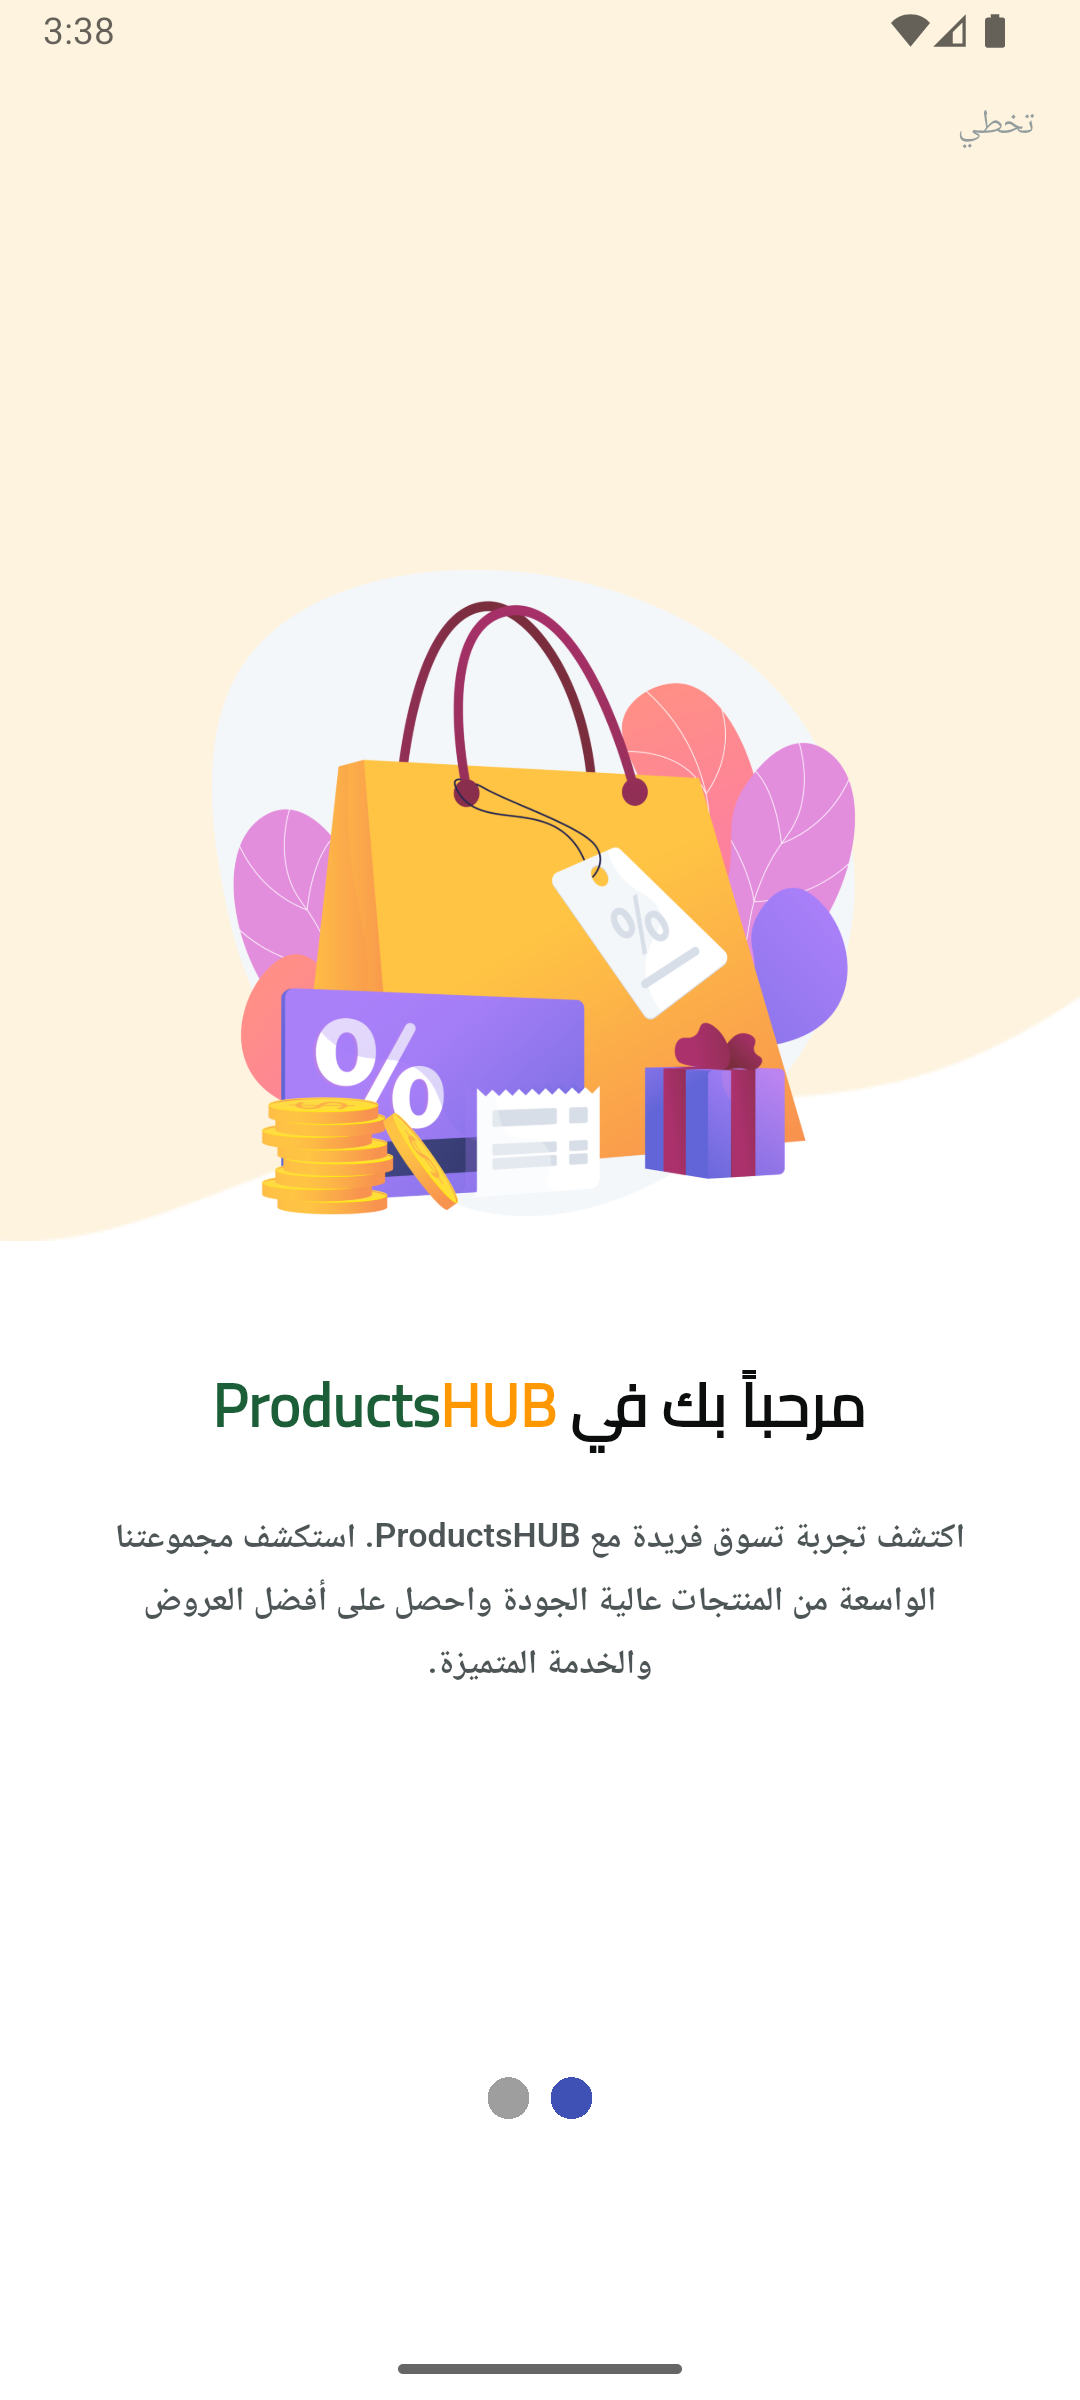 3:38
تخطي
%
%
مرحباً بك في ProductsHUB
اكتشف تجربة تسوق فريدة مع ProductsHUB. استكشف مجموعتنا
الواسعة من المنتجات عالية الجودة واحصل على أفضل العروض
والخدمة المتميزة.